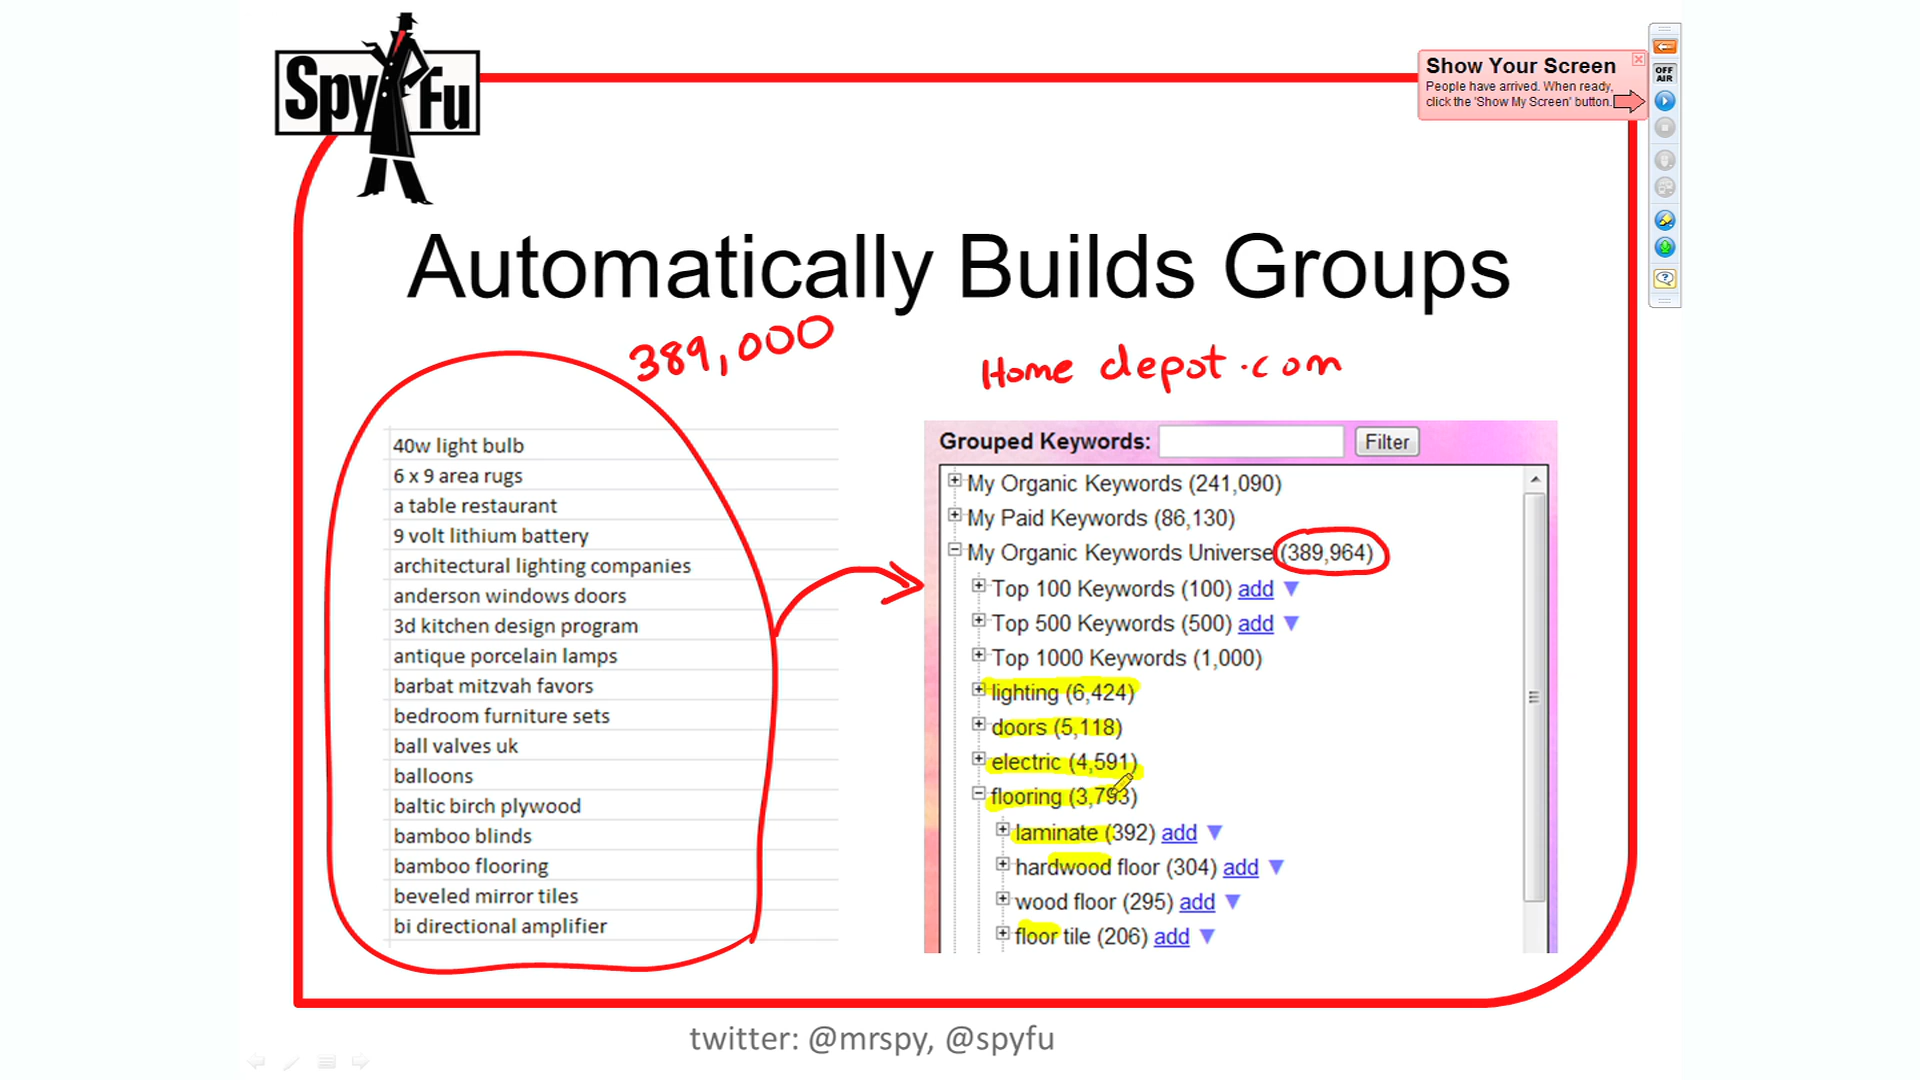 SpyFu
Show Your Screen
People have arrived. When ready,
click the 'Show My Screen' button.
OFF
AIR
Automatically Builds Groups
389,000
Home depot.com
40w light bulb
6 x 9 area rugs
a table restaurant
9 volt lithium battery
architectural lighting companies
anderson windows doors
3d kitchen design program
antique porcelain lamps
barbat mitzvah favors
bedroom furniture sets
ball valves uk
balloons
baltic birch plywood
bamboo blinds
bamboo flooring
beveled mirror tiles
bi directional amplifier
Grouped Keywords: Filter
My Organic Keywords (241,090)
My Paid Keywords (86,130)
My Organic Keywords Universe (389,964)
Top 100 Keywords (100) add
Top 500 Keywords (500) add
Top 1000 Keywords (1,000)
lighting (6,424)
doors (5,118)
electric (4,591)
flooring (3,793)
laminate (392) add
hardwood floor (304) add
wood floor (295) add
floor tile (206) add
twitter: @mrspy, @spyfu